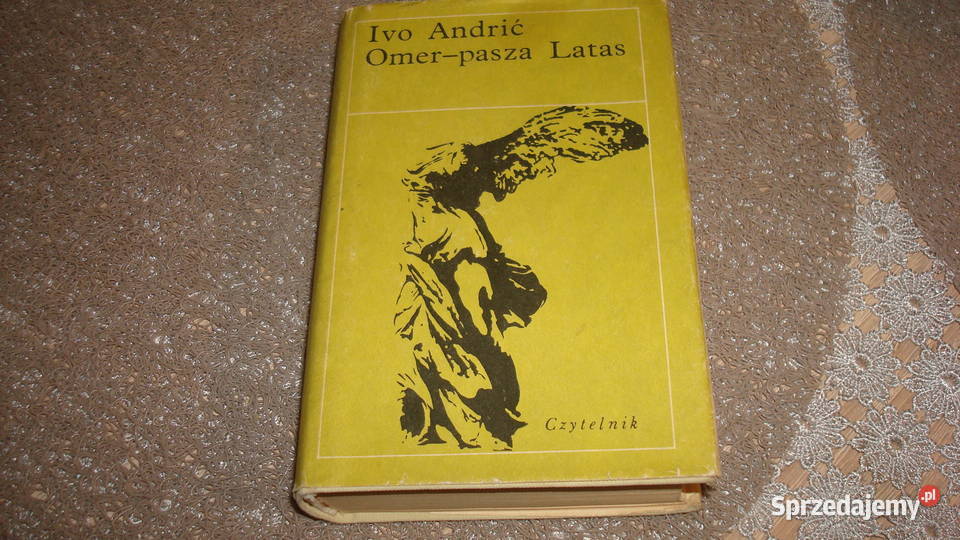 Ivo Andrić
Omer-pasza Latas
Czytelnik
Sprzedajemy.pl